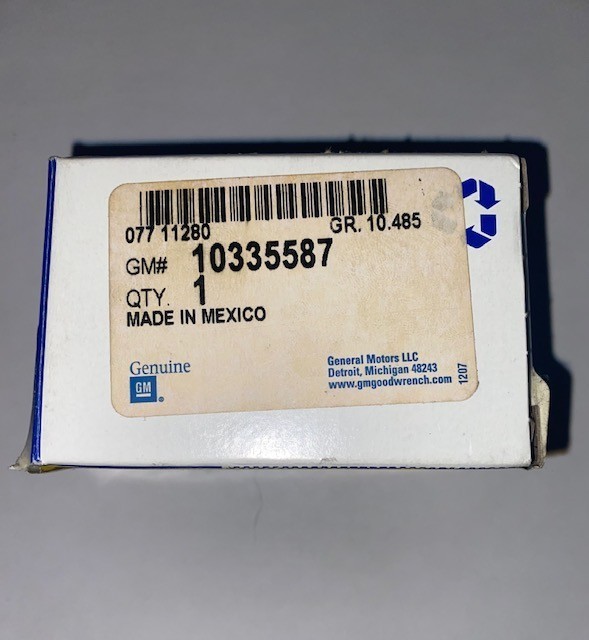 077 11280 GR. 10.485
GM# 10335587
QTY. 1
MADE IN MEXICO
Genuine
GM
General Motors LLC
Detroit, Michigan 48243
www.gmgoodwrench.com
1207